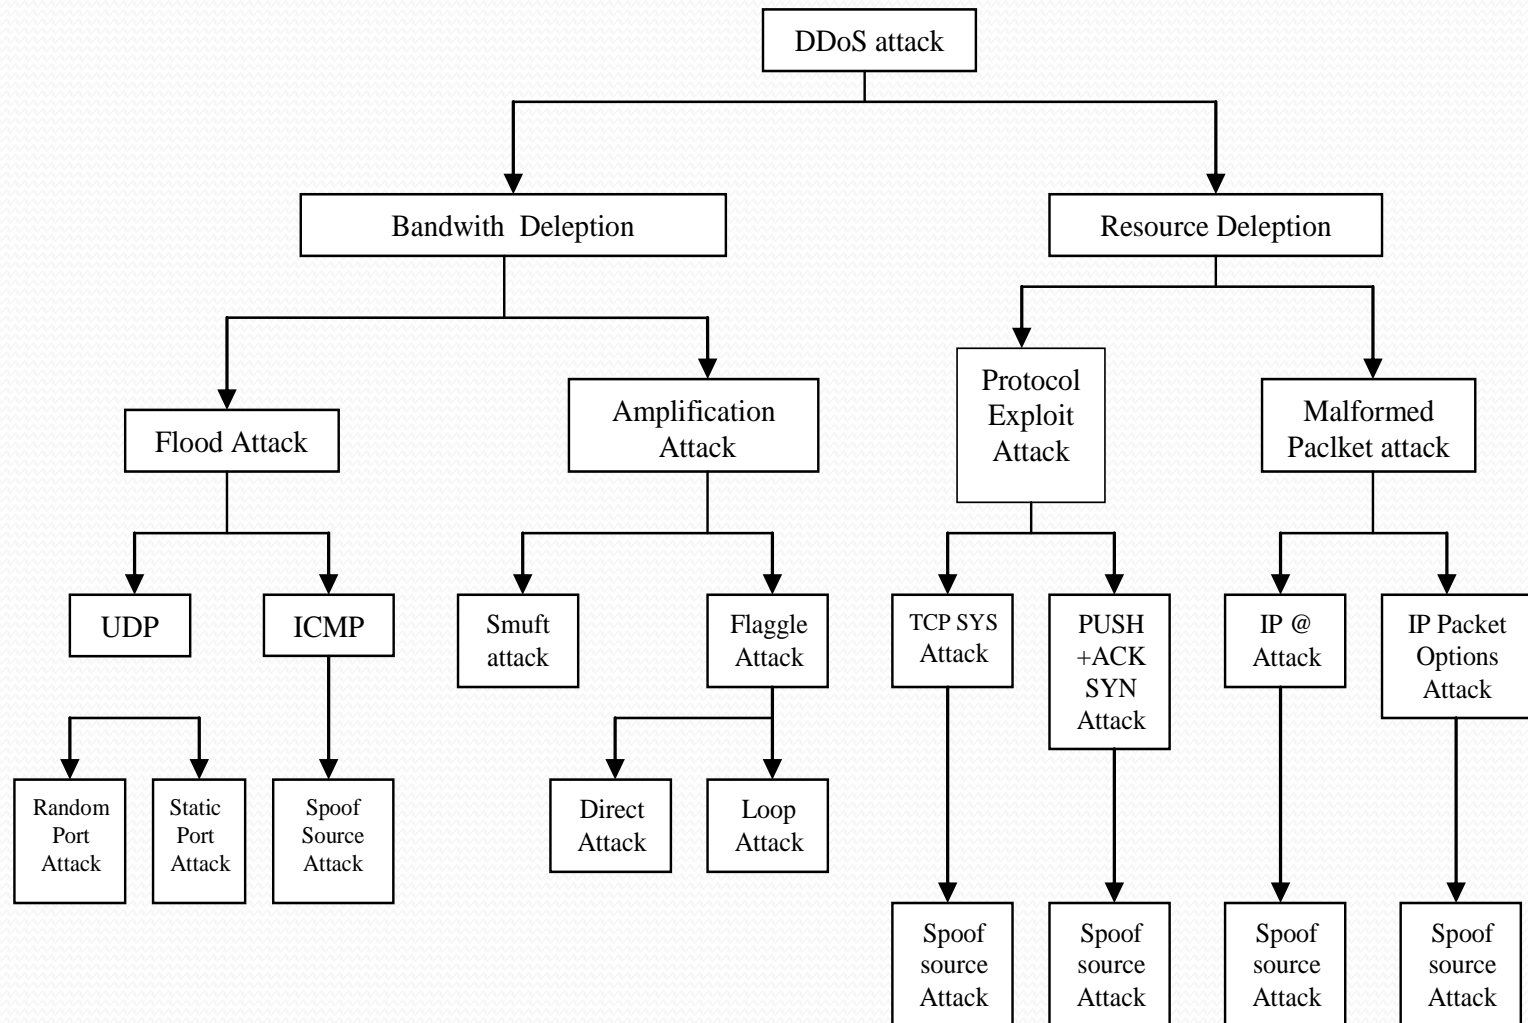 DDoS attack
Bandwith Deleption
Resource Deleption
Flood Attack
Amplification
Attack
Protocol
Exploit
Attack
Malformed
Paclket attack
UDP
ICMP
Smuft
attack
Flaggle
Attack
TCP SYS
Attack
PUSH
+ACK
SYN
Attack
IP @
Attack
IP Packet
Options
Attack
Random
Port
Attack
Static
Port
Attack
Spoof
Source
Attack
Direct
Attack
Loop
Attack
Spoof
source
Attack
Spoof
source
Attack
Spoof
source
Attack
Spoof
source
Attack